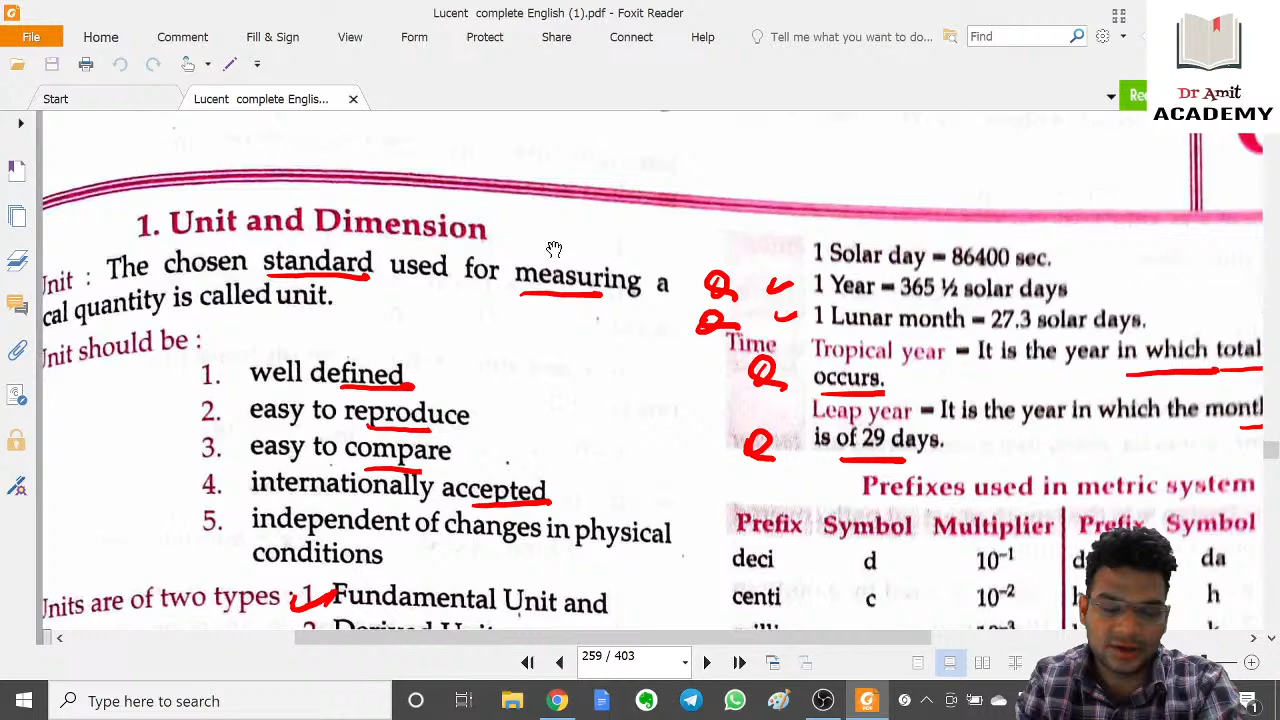 Lucent complete English (1).pdf - Foxit Reader
File Home Comment Fill & Sign View Form Protect Share Connect Help Tell me what you want to do... Find
Start Lucent complete Englis...
Dr Amit
ACADEMY
1. Unit and Dimension
Unit : The chosen standard used for measuring a
cal quantity is called unit.
Unit should be :
1. well defined
2. easy to reproduce
3. easy to compare
4. internationally accepted
5. independent of changes in physical
conditions
Units are of two types : 1. Fundamental Unit and
2. Derived Unit
Time
1 Solar day = 86400 sec.
1 Year = 365 ½ solar days
1 Lunar month = 27.3 solar days.
Tropical year = It is the year in which total
occurs.
Leap year = It is the year in which the month
is of 29 days.
Q
Q
Q
Q
Prefixes used in metric system
Prefix Symbol Multiplier Prefix Symbol
deci d 10⁻¹ da
centi c 10⁻² h
259 / 403
Type here to search